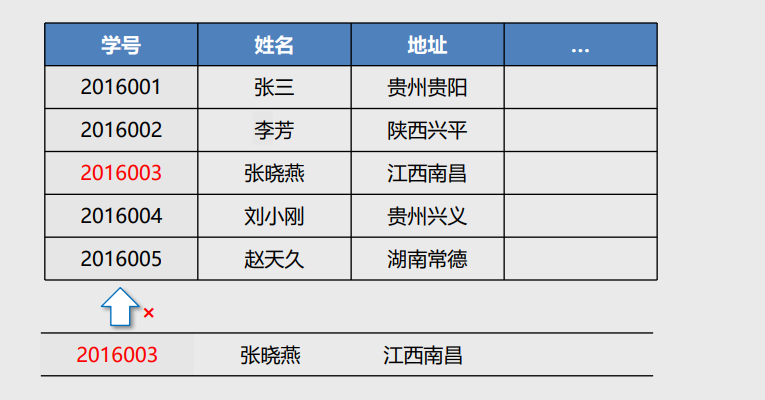 学号 姓名 地址 ...
2016001 张三 贵州贵阳
2016002 李芳 陕西兴平
2016003 张晓燕 江西南昌
2016004 刘小刚 贵州兴义
2016005 赵天久 湖南常德
×
2016003 张晓燕 江西南昌